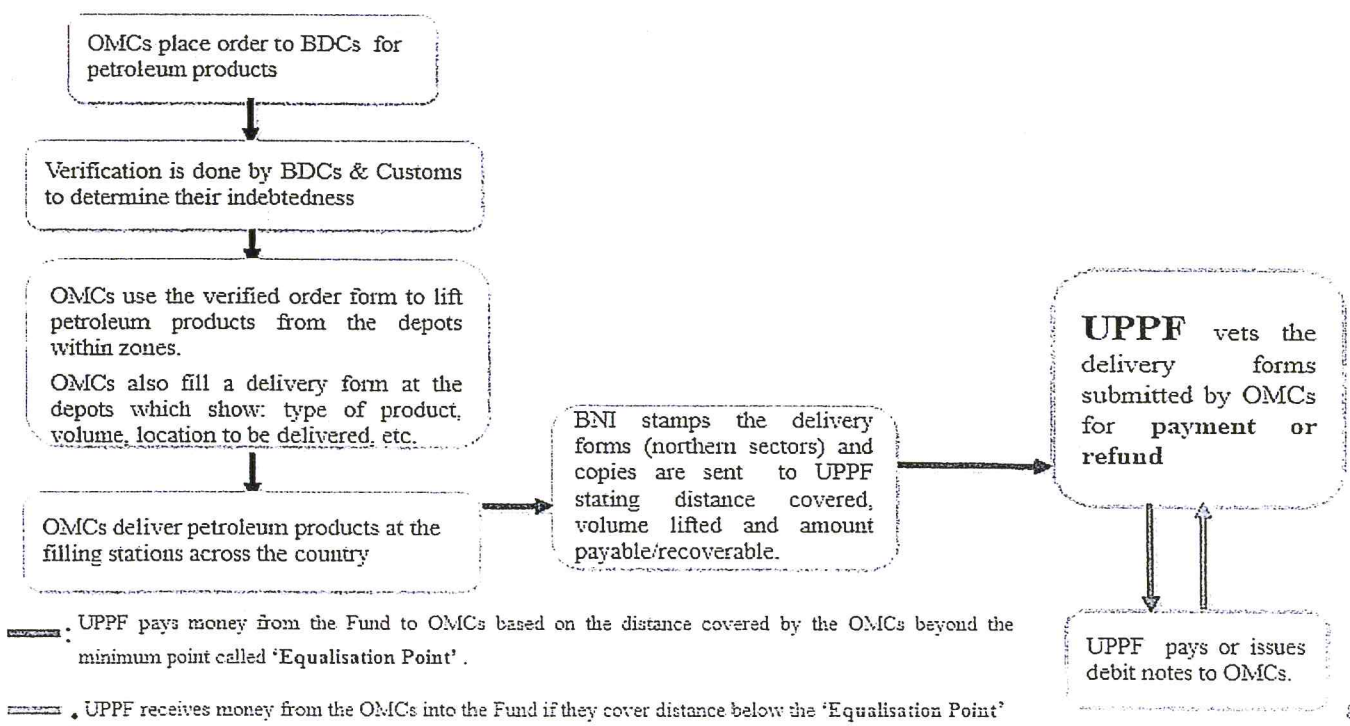 OMCs place order to BDCs for
petroleum products
Verification is done by BDCs & Customs
to determine their indebtedness
OMCs use the verified order form to lift
petroleum products from the depots
within zones.
OMCs also fill a delivery form at the
depots which show: type of product,
volume, location to be delivered, etc.
OMCs deliver petroleum products at the
filling stations across the country
BNI stamps the delivery
forms (northern sectors) and
copies are sent to UPPF
stating distance covered,
volume lifted and amount
payable/recoverable.
UPPF vets the
delivery forms
submitted by OMCs
for payment or
refund
UPPF pays or issues
debit notes to OMCs.
: UPPF pays money from the Fund to OMCs based on the distance covered by the OMCs beyond the
minimum point called ‘Equalisation Point’ .
. UPPF receives money from the OMCs into the Fund if they cover distance below the ‘Equalisation Point’